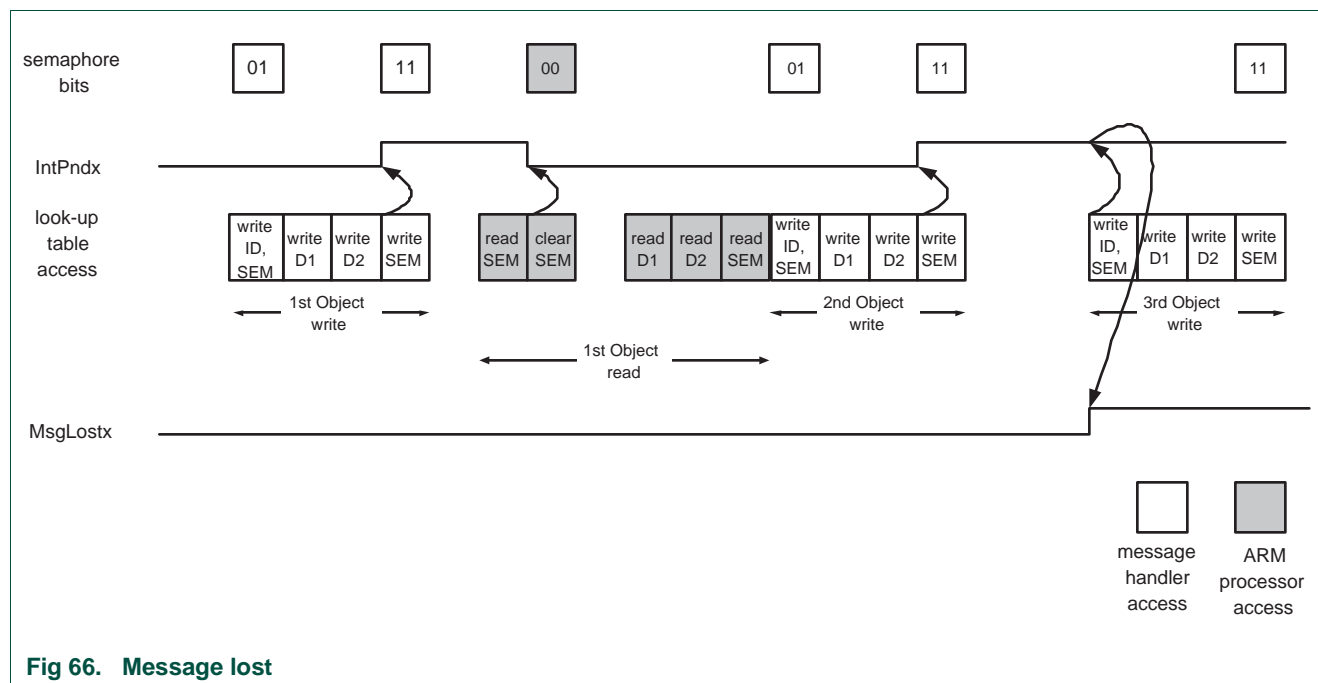 semaphore
bits
01
11
00
01
11
11
IntPndx
look-up
table
access
write
ID,
SEM
write
D1
write
D2
write
SEM
read
SEM
clear
SEM
read
D1
read
D2
read
SEM
write
ID,
SEM
write
D1
write
D2
write
SEM
write
ID,
SEM
write
D1
write
D2
write
SEM
1st Object
write
2nd Object
write
3rd Object
write
1st Object
read
MsgLostx
message
handler
access
ARM
processor
access
Fig 66. Message lost